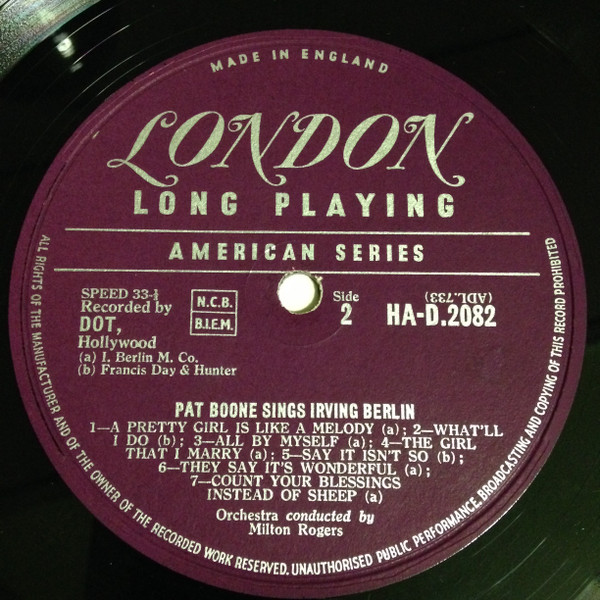 MADE IN ENGLAND
LONDON
LONG PLAYING
AMERICAN SERIES
SPEED 33-⅓
Recorded by
DOT,
Hollywood
(a) I. Berlin M. Co.
(b) Francis Day & Hunter
N.C.B.
B.I.E.M.
Side
2
(ADL.733)
HA-D.2082
PAT BOONE SINGS IRVING BERLIN
1—A PRETTY GIRL IS LIKE A MELODY (a); 2—WHAT'LL
I DO (b); 3—ALL BY MYSELF (a); 4—THE GIRL
THAT I MARRY (a); 5—SAY IT ISN'T SO (b);
6—THEY SAY IT'S WONDERFUL (a);
7—COUNT YOUR BLESSINGS
INSTEAD OF SHEEP (a)
Orchestra conducted by
Milton Rogers
ALL RIGHTS OF THE MANUFACTURER AND OF THE OWNER OF THE RECORDED WORK RESERVED. UNAUTHORISED PUBLIC PERFORMANCE, BROADCASTING AND COPYING OF THIS RECORD PROHIBITED